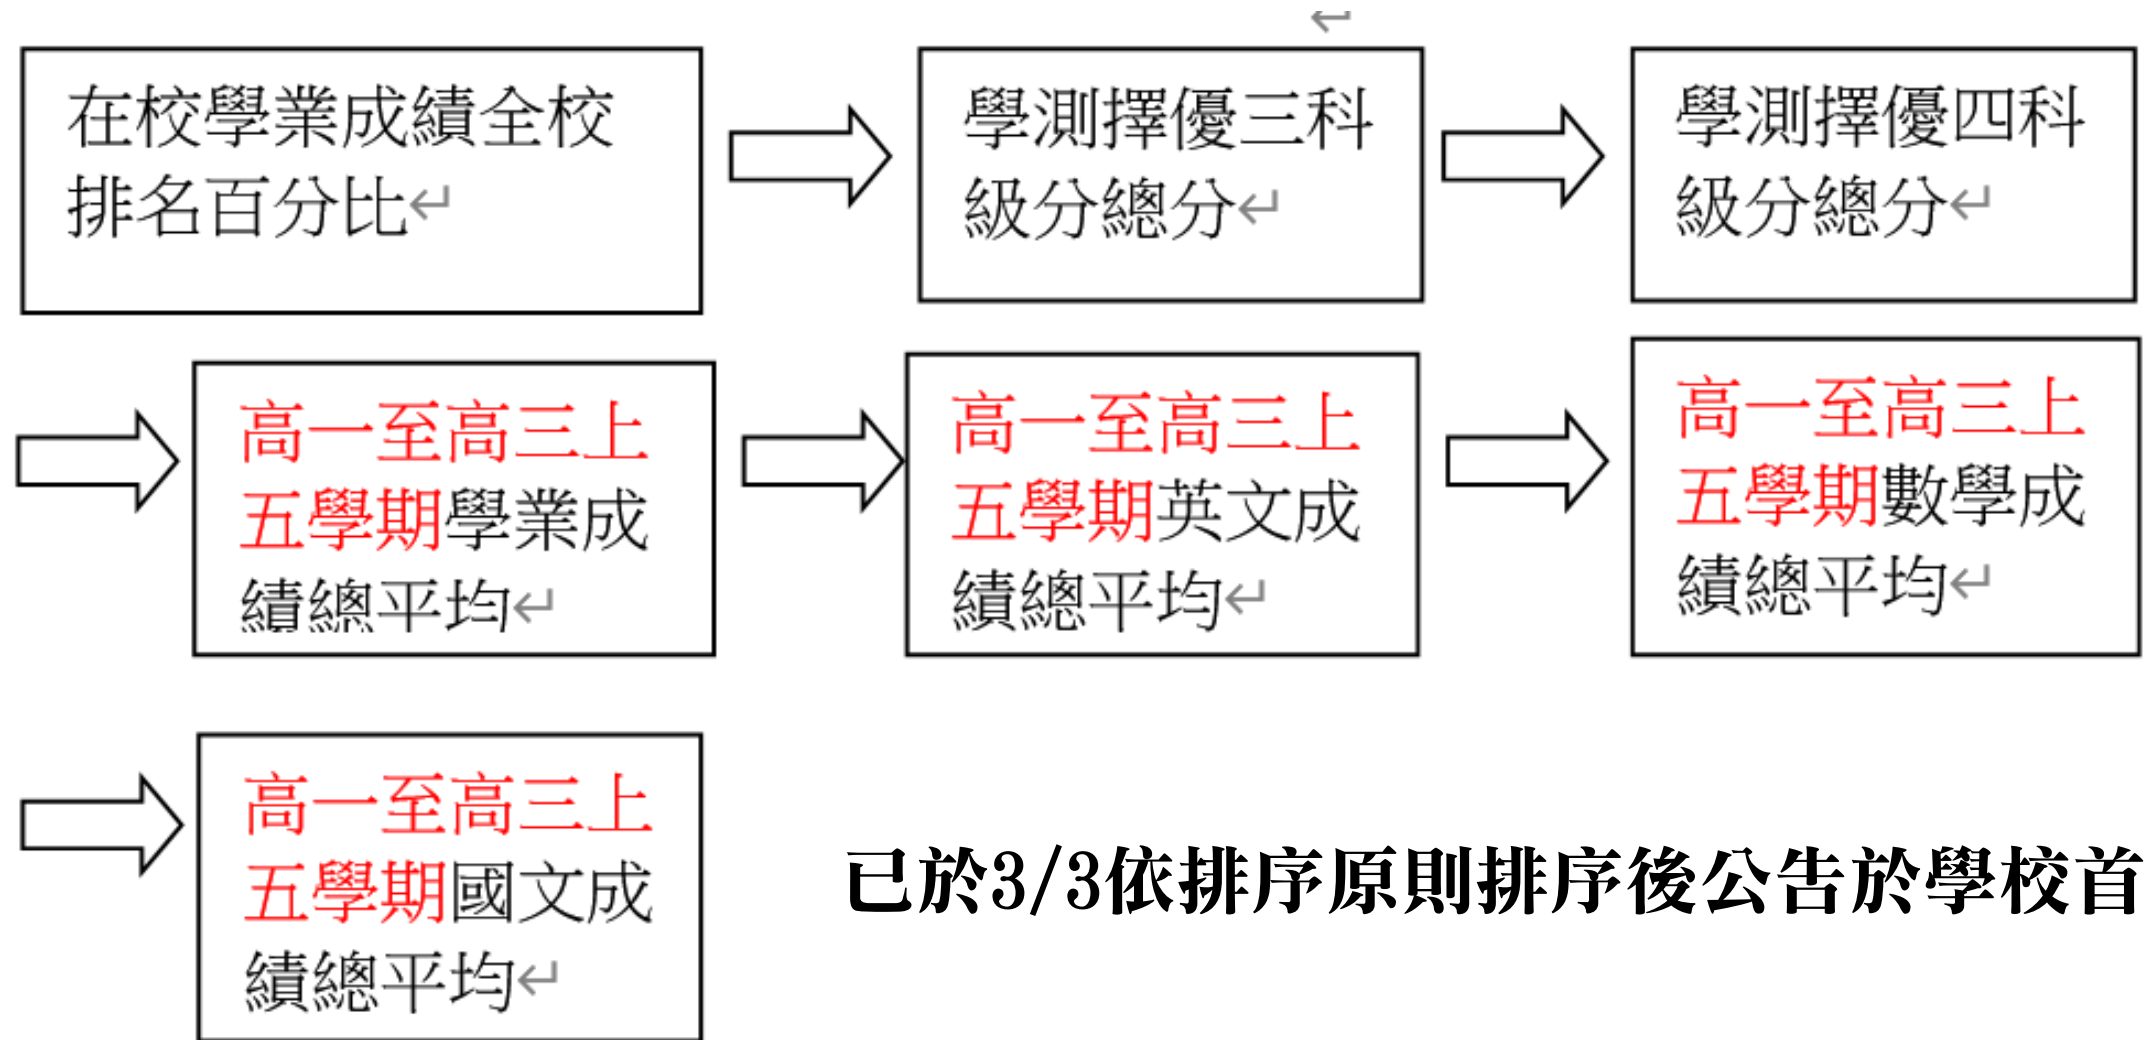 在校學業成績全校
排名百分比
學測擇優三科
級分總分
學測擇優四科
級分總分
高一至高三上
五學期學業成
績總平均
高一至高三上
五學期英文成
績總平均
高一至高三上
五學期數學成
績總平均
高一至高三上
五學期國文成
績總平均
已於3/3依排序原則排序後公告於學校首